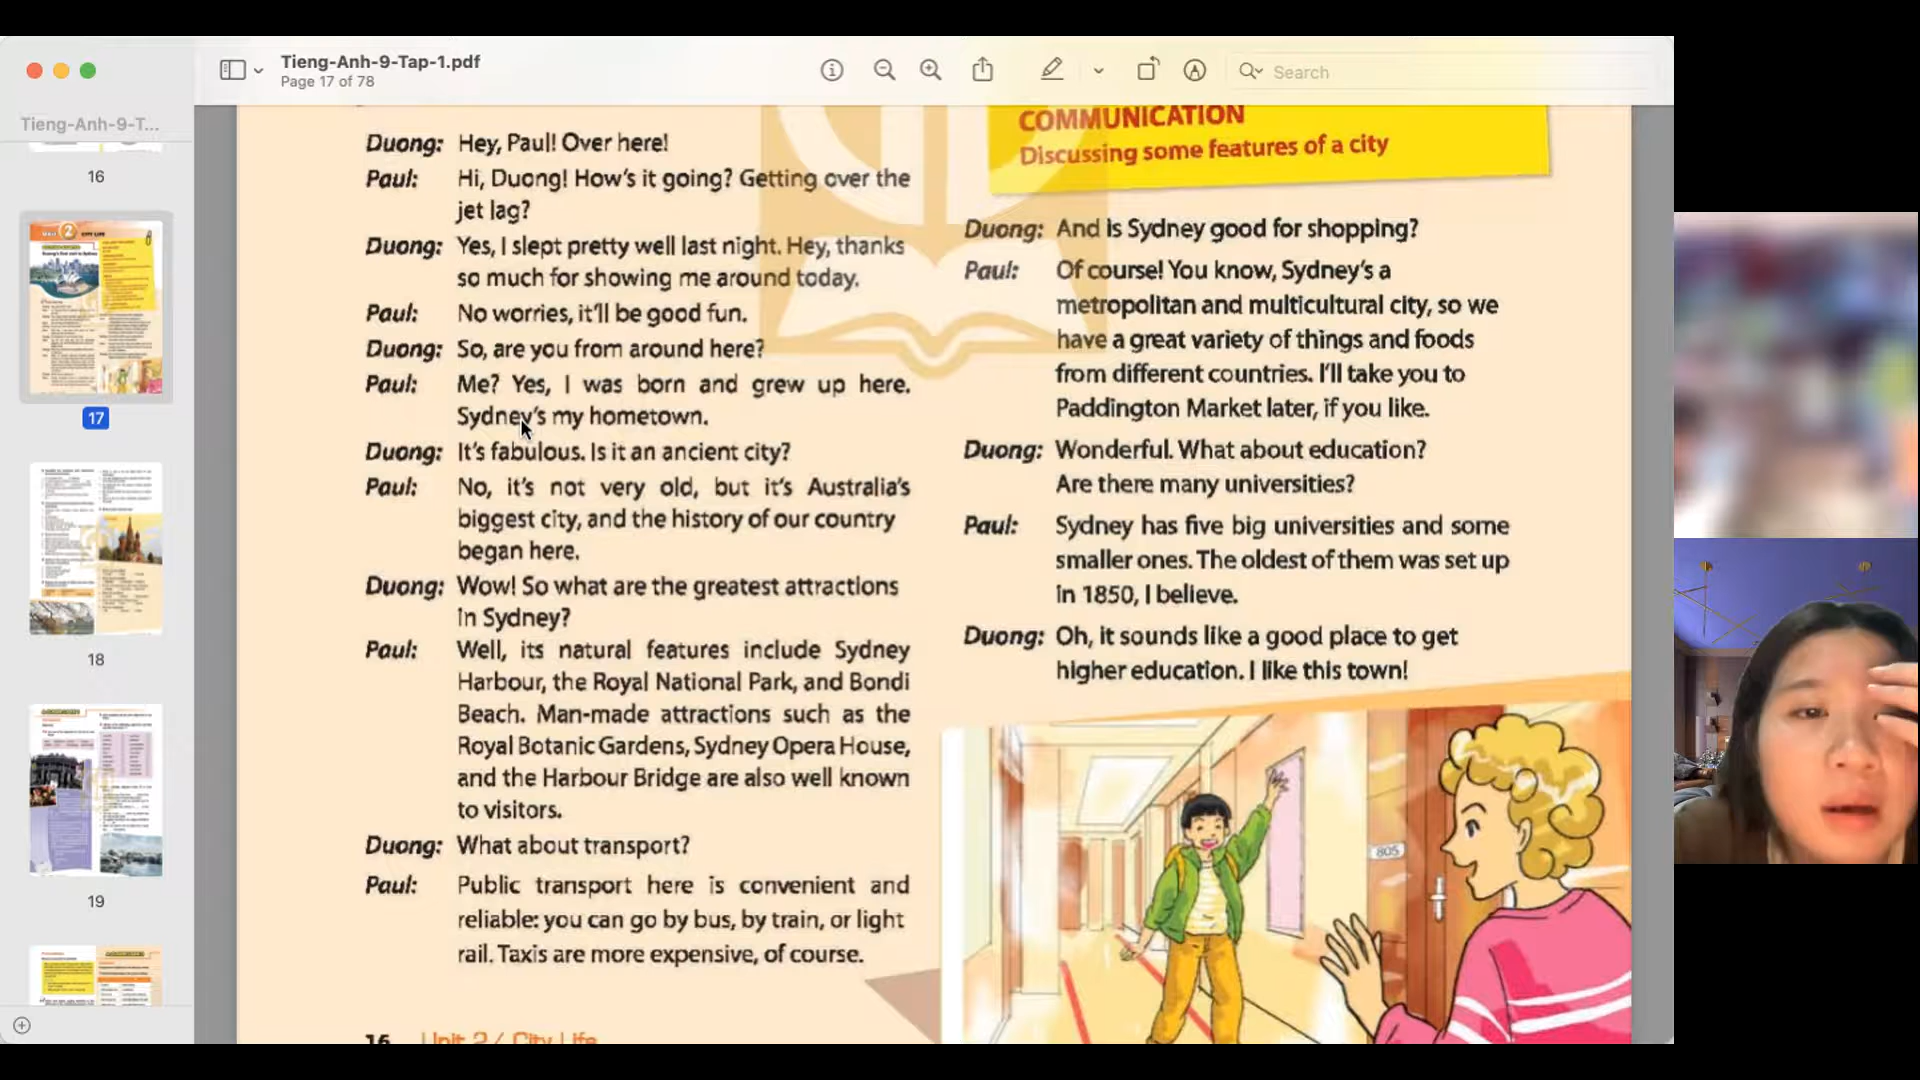 Tieng-Anh-9-Tap-1.pdf
Page 17 of 78
Search
Tieng-Anh-9-T...
16
17
18
19
Duong: Hey, Paul! Over here!
Paul: Hi, Duong! How's it going? Getting over the
jet lag?
Duong: Yes, I slept pretty well last night. Hey, thanks
so much for showing me around today.
Paul: No worries, it'll be good fun.
Duong: So, are you from around here?
Paul: Me? Yes, I was born and grew up here.
Sydney's my hometown.
Duong: It's fabulous. Is it an ancient city?
Paul: No, it's not very old, but it's Australia's
biggest city, and the history of our country
began here.
Duong: Wow! So what are the greatest attractions
in Sydney?
Paul: Well, its natural features include Sydney
Harbour, the Royal National Park, and Bondi
Beach. Man-made attractions such as the
Royal Botanic Gardens, Sydney Opera House,
and the Harbour Bridge are also well known
to visitors.
Duong: What about transport?
Paul: Public transport here is convenient and
reliable: you can go by bus, by train, or light
rail. Taxis are more expensive, of course.
16 Unit 2/ City Life
COMMUNICATION
Discussing some features of a city
Duong: And is Sydney good for shopping?
Paul: Of course! You know, Sydney's a
metropolitan and multicultural city, so we
have a great variety of things and foods
from different countries. I'll take you to
Paddington Market later, if you like.
Duong: Wonderful. What about education?
Are there many universities?
Paul: Sydney has five big universities and some
smaller ones. The oldest of them was set up
in 1850, I believe.
Duong: Oh, it sounds like a good place to get
higher education. I like this town!
805